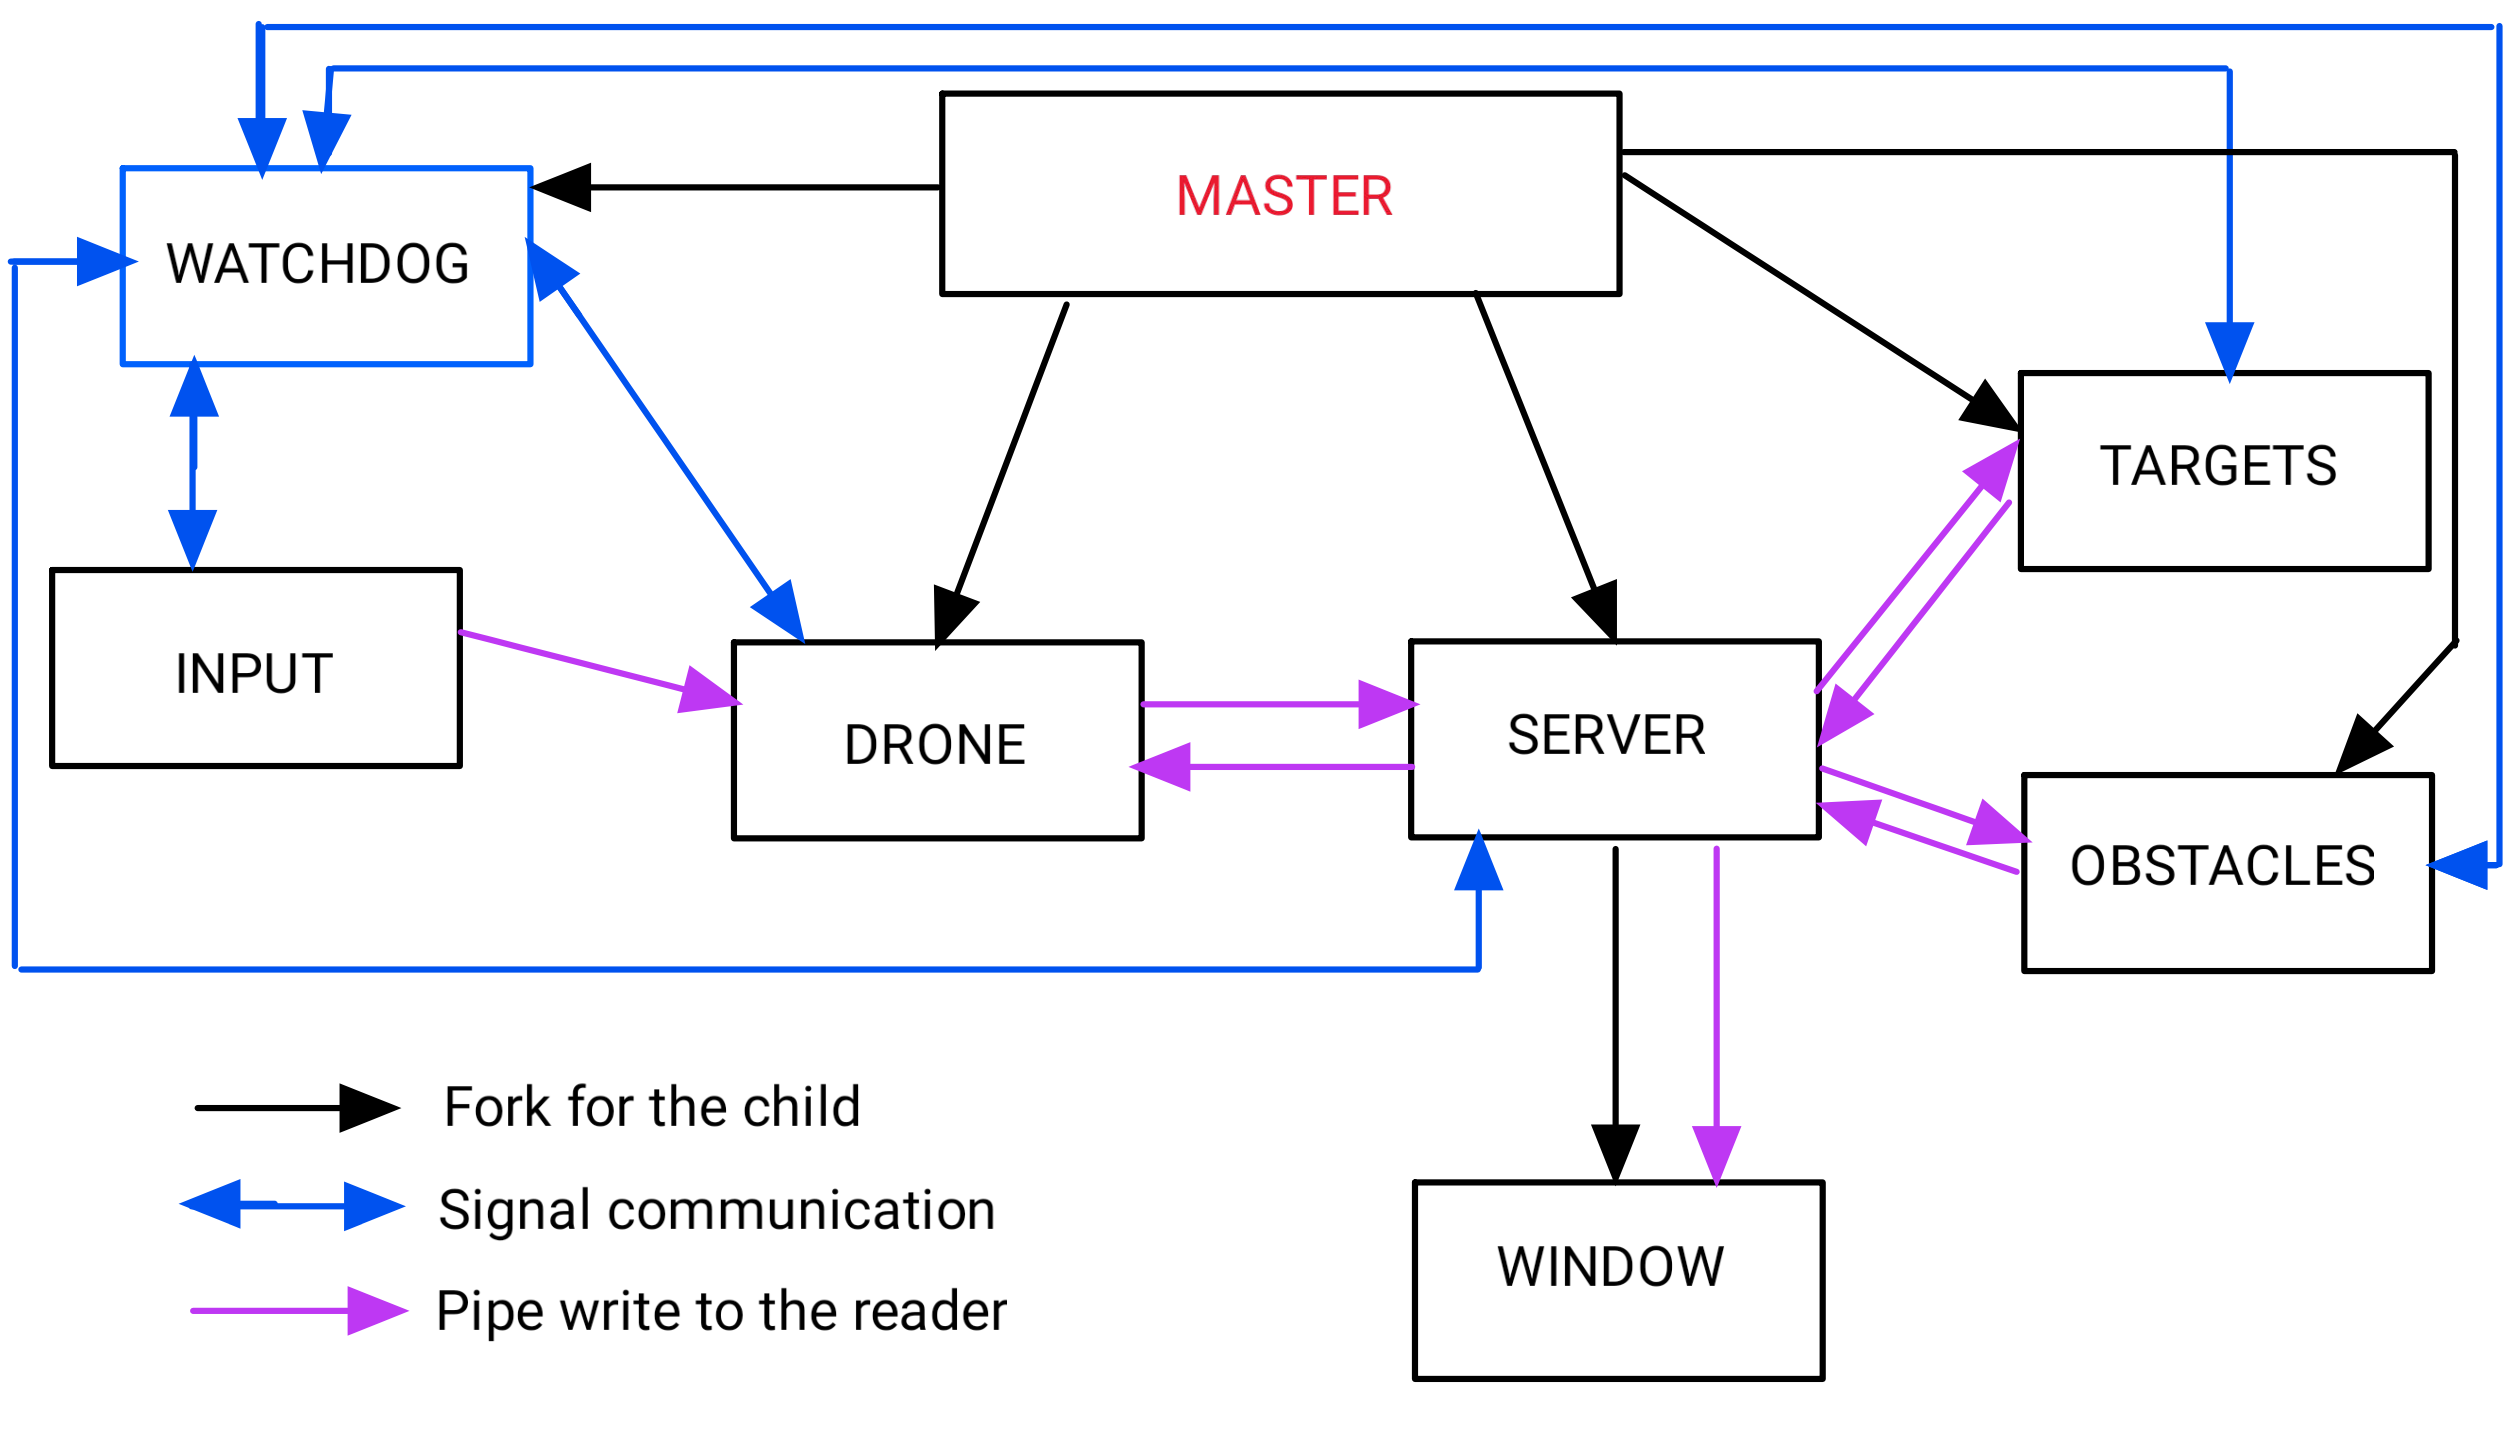 MASTER
WATCHDOG
TARGETS
INPUT
DRONE
SERVER
OBSTACLES
Fork for the child
Signal communication
Pipe write to the reader
WINDOW